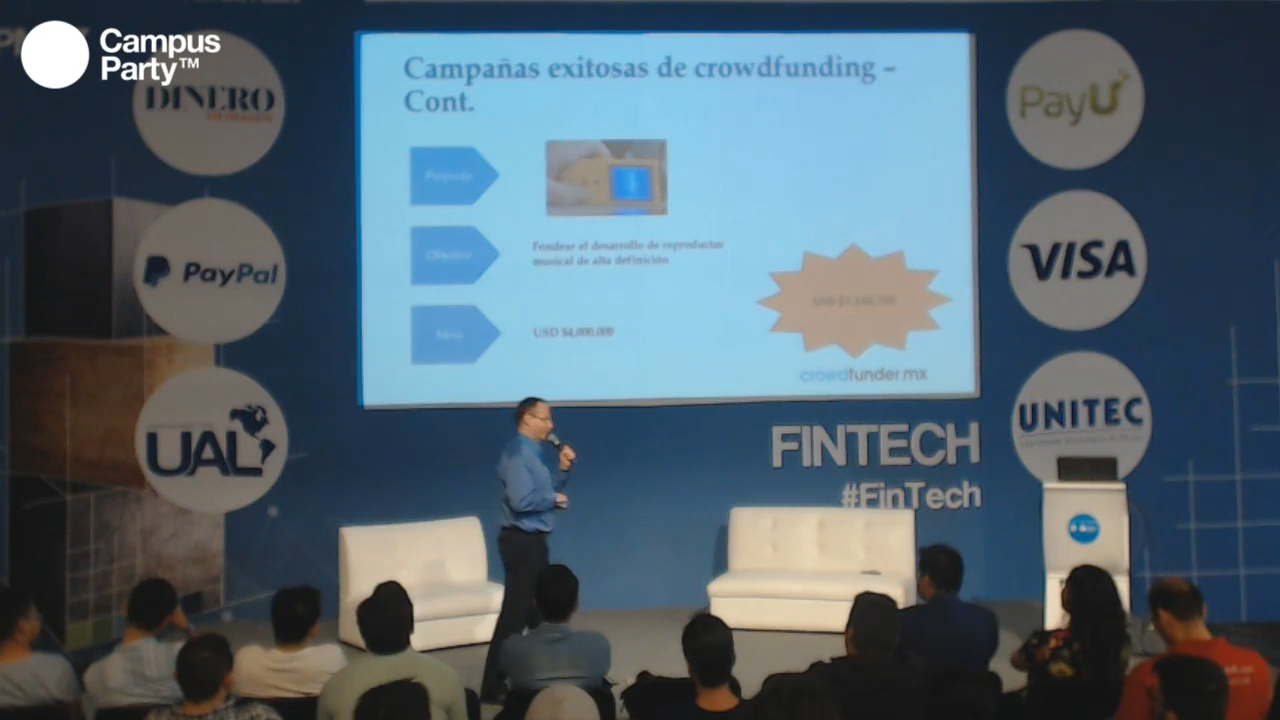 Campus
Party™
DINERO
PayPal
UAL
Campañas exitosas de crowdfunding –
Cont.
Fondear el desarrollo de reproductor
musical de alta definición
USD $4,000,000
crowdfunder.mx
PayU
VISA
UNITEC
FINTECH
#FinTech